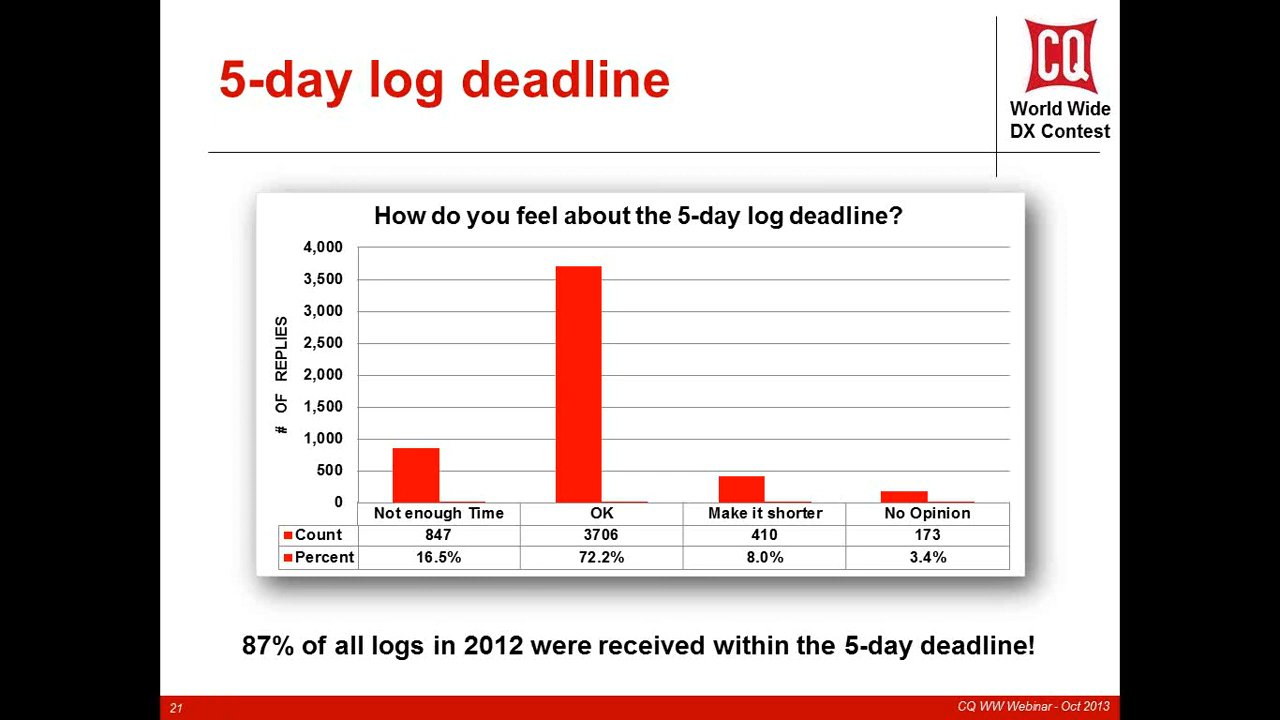 5-day log deadline
CQ
World Wide
DX Contest
How do you feel about the 5-day log deadline?
4,000
3,500
3,000
2,500
2,000
1,500
1,000
500
0
# OF REPLIES
Not enough Time OK Make it shorter No Opinion
Count 847 3706 410 173
Percent 16.5% 72.2% 8.0% 3.4%
87% of all logs in 2012 were received within the 5-day deadline!
21 CQ WW Webinar - Oct 2013